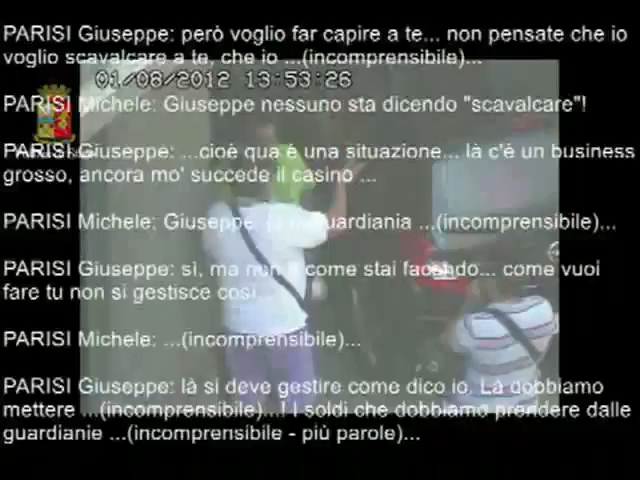 PARISI Giuseppe: però voglio far capire a te... non pensate che io
voglio scavalcare a te, che io ...(incomprensibile)...
01/08/2012 13:53:26
PARISI Michele: Giuseppe nessuno sta dicendo "scavalcare"!
PARISI Giuseppe: ...cioè qua è una situazione... là c'è un business
grosso, ancora mo' succede il casino ...
PARISI Michele: Giuseppe, guardiania ...(incomprensibile)...
PARISI Giuseppe: sì, ma non è come stai facendo... come vuoi
fare tu non si gestisce così...
PARISI Michele: ...(incomprensibile)...
PARISI Giuseppe: là si deve gestire come dico io. Là dobbiamo
mettere ...(incomprensibile)...! I soldi che dobbiamo prendere dalle
guardianie ...(incomprensibile - più parole)...